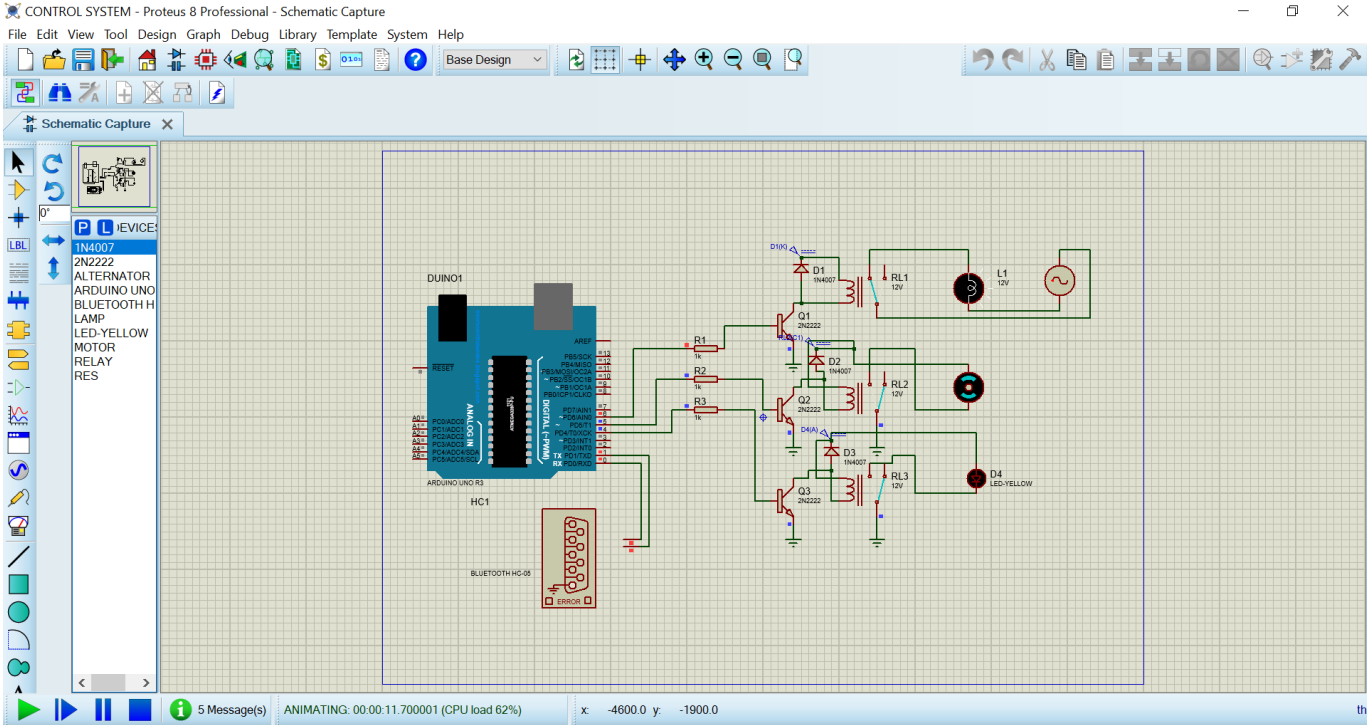 CONTROL SYSTEM - Proteus 8 Professional - Schematic Capture
File Edit View Tool Design Graph Debug Library Template System Help
Base Design
Schematic Capture
0°
P L DEVICES
1N4007
2N2222
ALTERNATOR
ARDUINO UNO
BLUETOOTH H
LAMP
LED-YELLOW
MOTOR
RELAY
RES
LBL
DUINO1
RESET
AREF
PB5/SCK 13
PB4/MISO 12
PB3/MOSI/OC2A 11
~PB2/SS/OC1B 10
~PB1/OC1A 9
PB0/ICP1/CLKO 8
PD7/AIN1 7
~PD6/AIN0 6
~PD5/T1 5
PD4/T0/XCK 4
~PD3/INT1 3
PD2/INT0 2
TX PD1/TXD 1
RX PD0/RXD 0
DIGITAL (~PWM)
ANALOG IN
A0 PC0/ADC0
A1 PC1/ADC1
A2 PC2/ADC2
A3 PC3/ADC3
A4 PC4/ADC4/SDA
A5 PC5/ADC5/SCL
ARDUINO UNO R3
HC1
BLUETOOTH HC-05
ERROR
R1
1k
R2
1k
R3
1k
D1(K)
D1
1N4007
RL1
12V
L1
12V
Q1
2N2222
D2
1N4007
RL2
12V
Q2
2N2222
D4(A)
D3
1N4007
RL3
12V
D4
LED-YELLOW
Q3
2N2222
5 Message(s)
ANIMATING: 00:00:11.700001 (CPU load 62%)
x: -4600.0 y: -1900.0
th